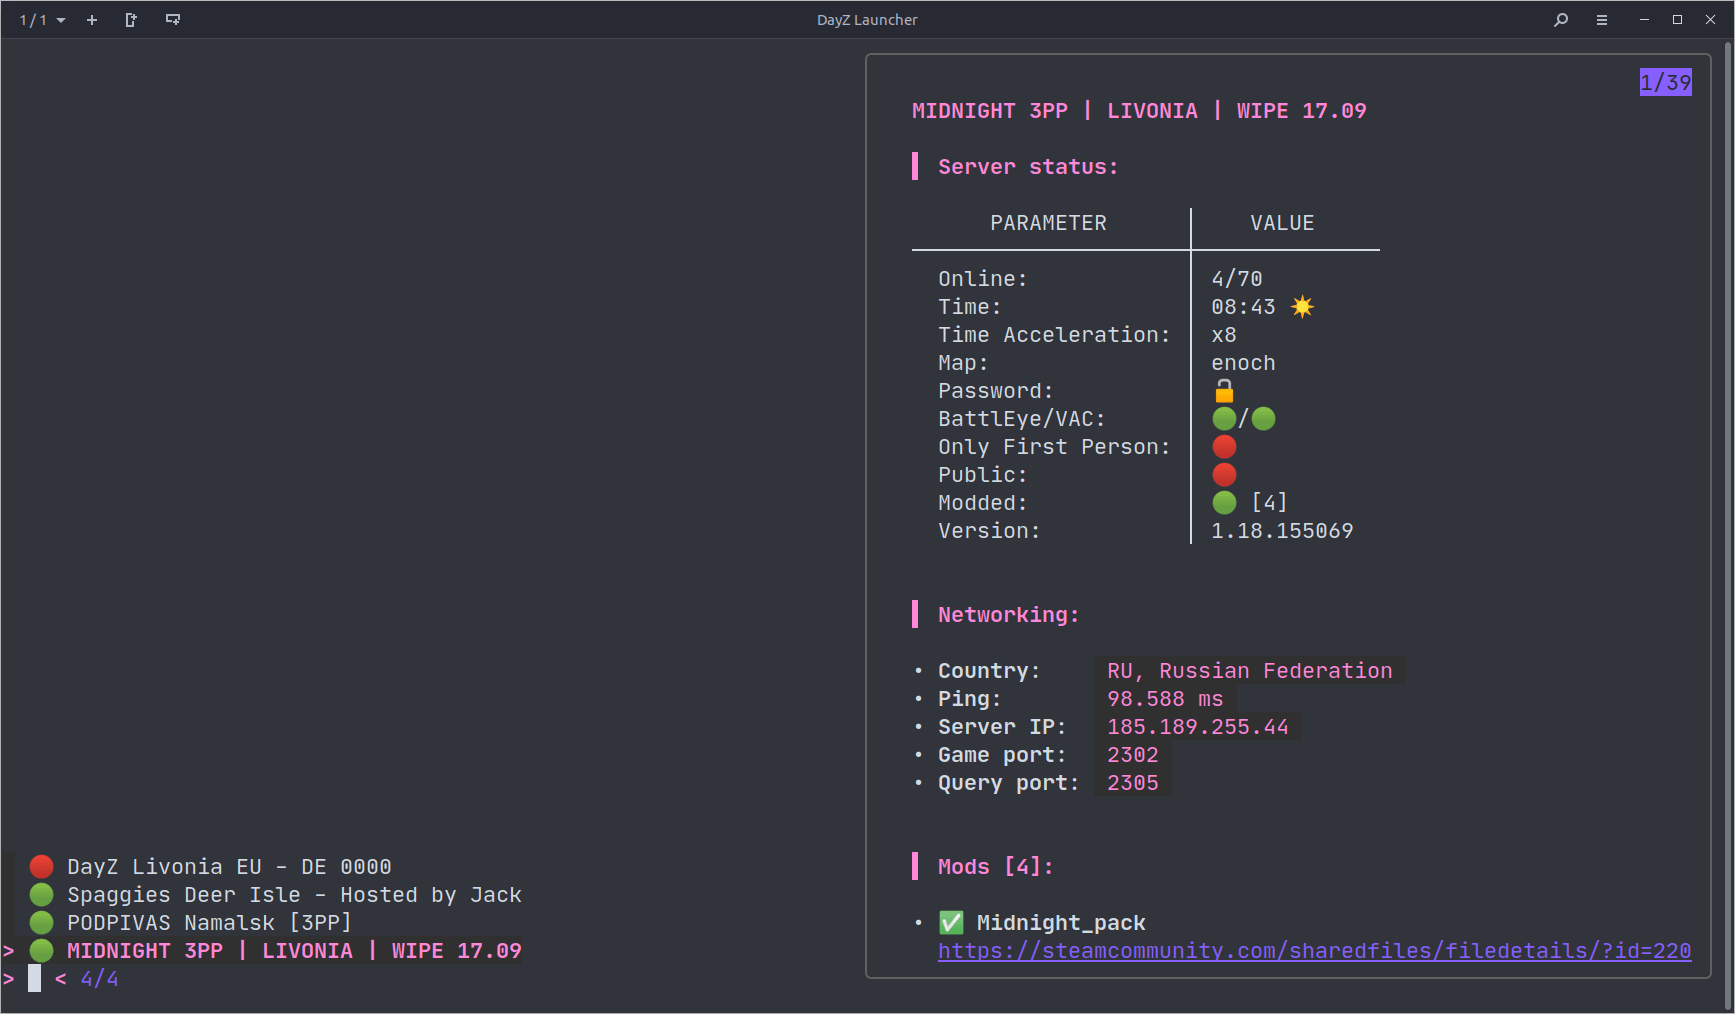 1/1
DayZ Launcher
1/39
MIDNIGHT 3PP | LIVONIA | WIPE 17.09
Server status:
PARAMETER VALUE
Online: 4/70
Time: 08:43
Time Acceleration: x8
Map: enoch
Password:
BattlEye/VAC: /
Only First Person:
Public:
Modded: [4]
Version: 1.18.155069
Networking:
• Country: RU, Russian Federation
• Ping: 98.588 ms
• Server IP: 185.189.255.44
• Game port: 2302
• Query port: 2305
Mods [4]:
• ✅ Midnight_pack
https://steamcommunity.com/sharedfiles/filedetails/?id=220
DayZ Livonia EU - DE 0000
Spaggies Deer Isle - Hosted by Jack
PODPIVAS Namalsk [3PP]
> MIDNIGHT 3PP | LIVONIA | WIPE 17.09
> < 4/4